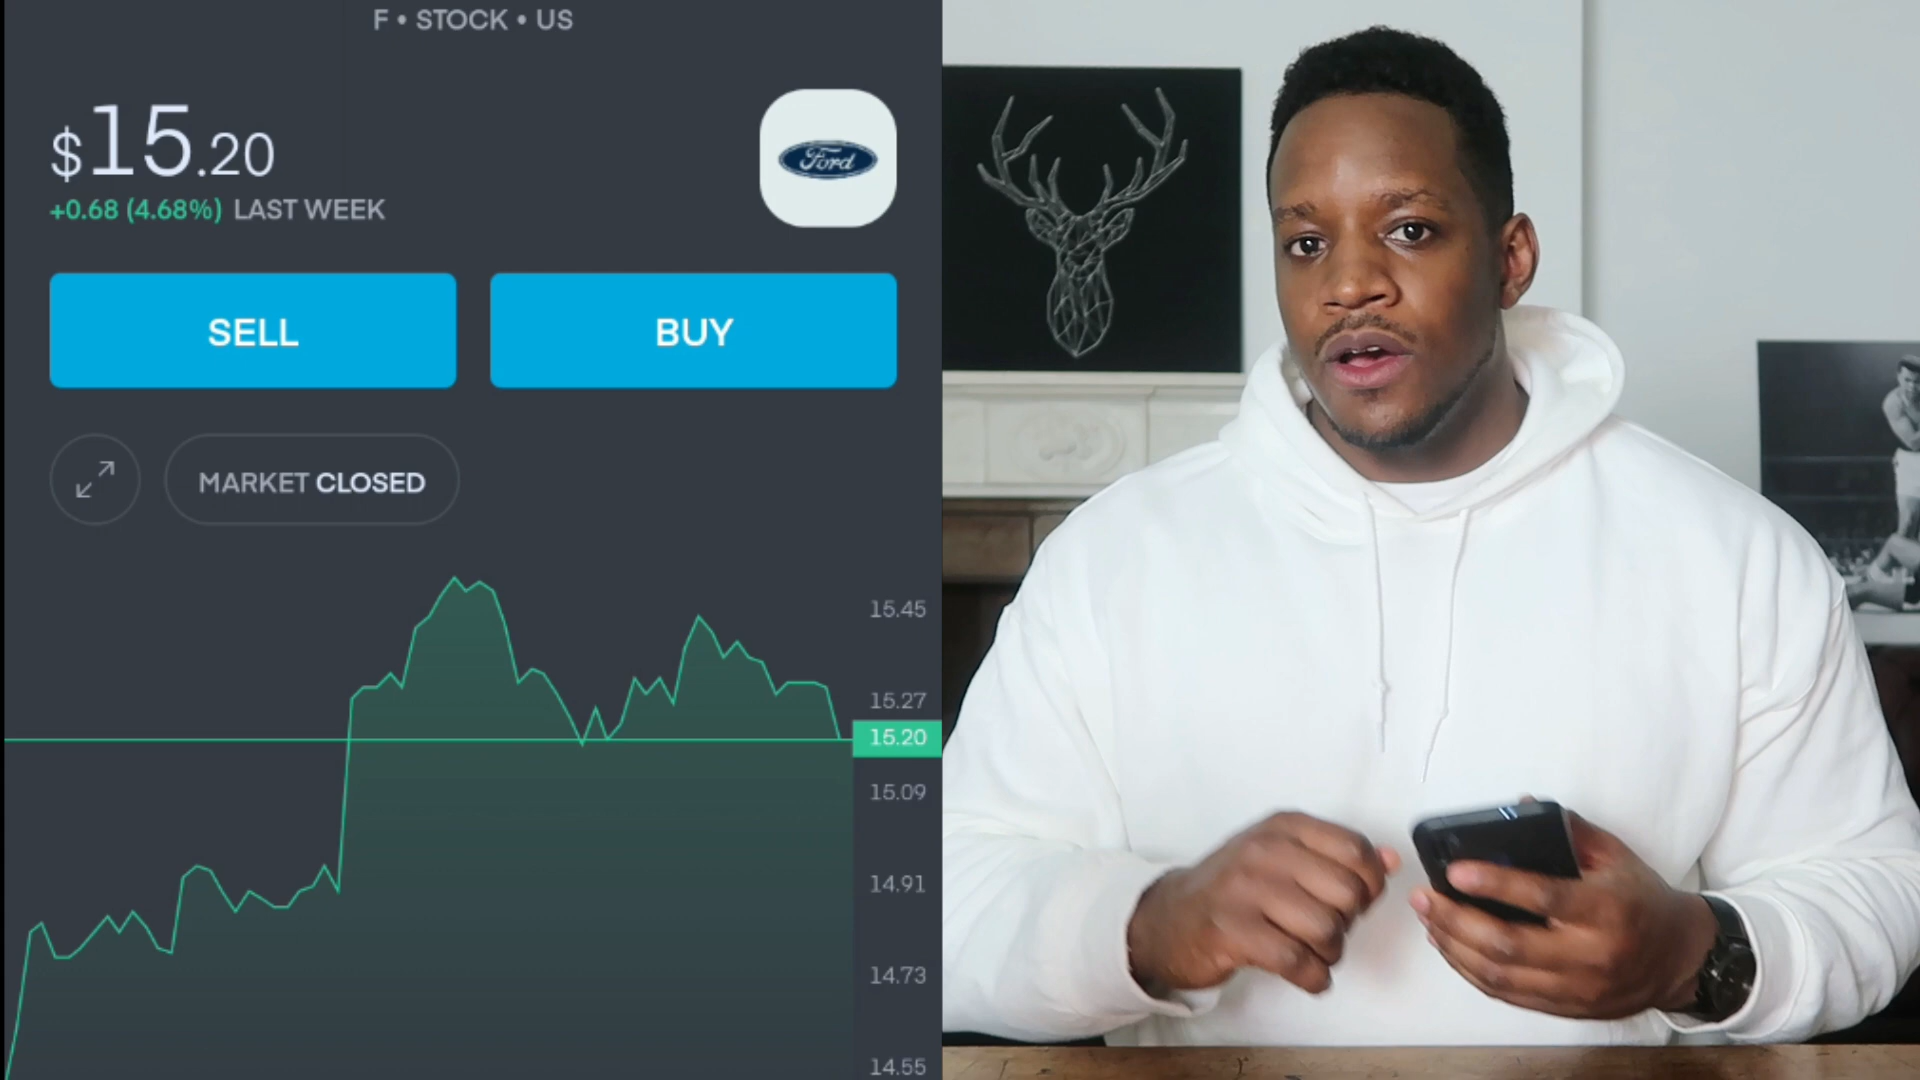 F • STOCK • US
$15.20
+0.68 (4.68%) LAST WEEK
Ford
SELL
BUY
MARKET CLOSED
15.45
15.27
15.20
15.09
14.91
14.73
14.55